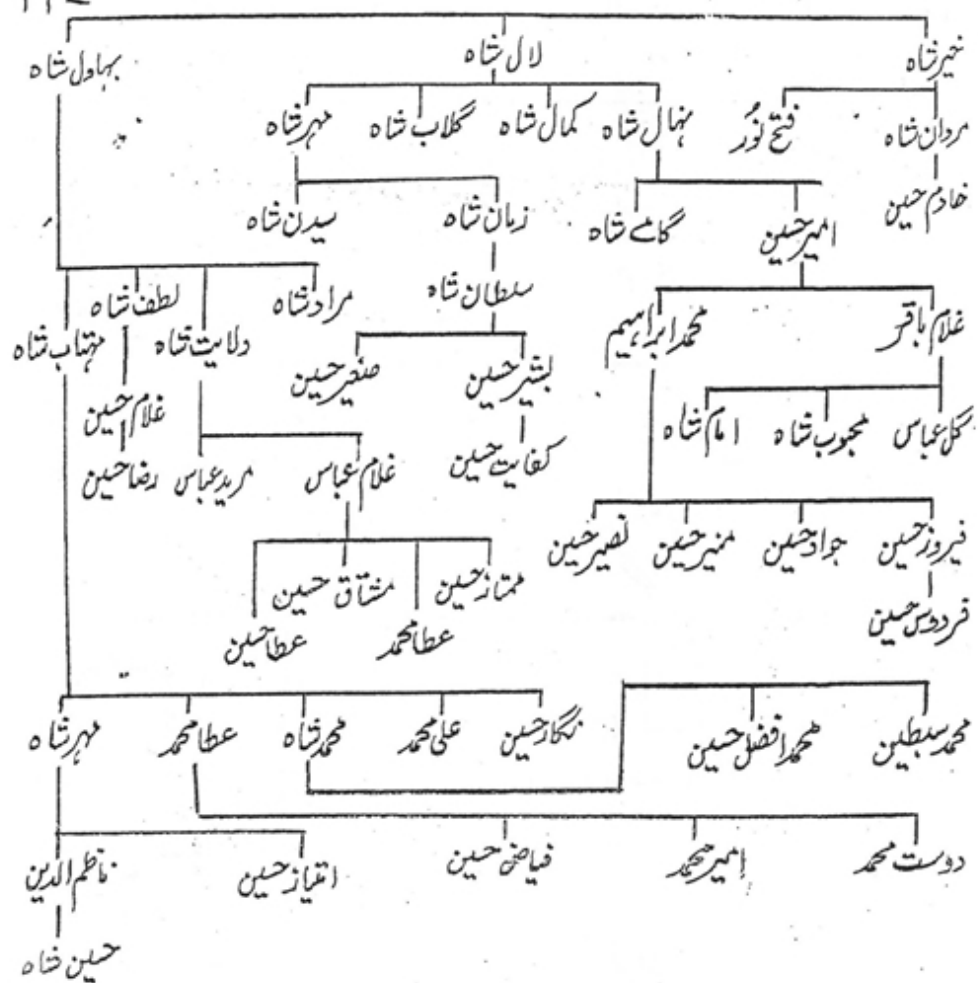 خیر شاہ لال شاہ بہاول شاہ
فتح نورُ مردان شاہ نہال شاہ کمال شاہ گلاب شاہ مہر شاہ
خادم حسین
امیر حسین گامے شاہ زمان شاہ سیدن شاہ
سلطان شاہ مراد شاہ لطف شاہ ولایت شاہ مہتاب شاہ
غلام باقر محمد ابراہیم بشیر حسین صغیر حسین غلام حسین
گل عباس محبوب شاہ امام شاہ کفایت حسین غلام عباس مرید عباس رضا حسین
فیروز حسین جواد حسین منیر حسین نصیر حسین
فردوس حسین
ممتاز حسین عطا محمد مشتاق حسین عطا حسین
محمد سبطین محمد افضل حسین نگار حسین علی محمد محمد شاہ عطا محمد مہر شاہ
دوست محمد امیر محمد فیاض حسین امتیاز حسین ناظم الدین
حسین شاہ